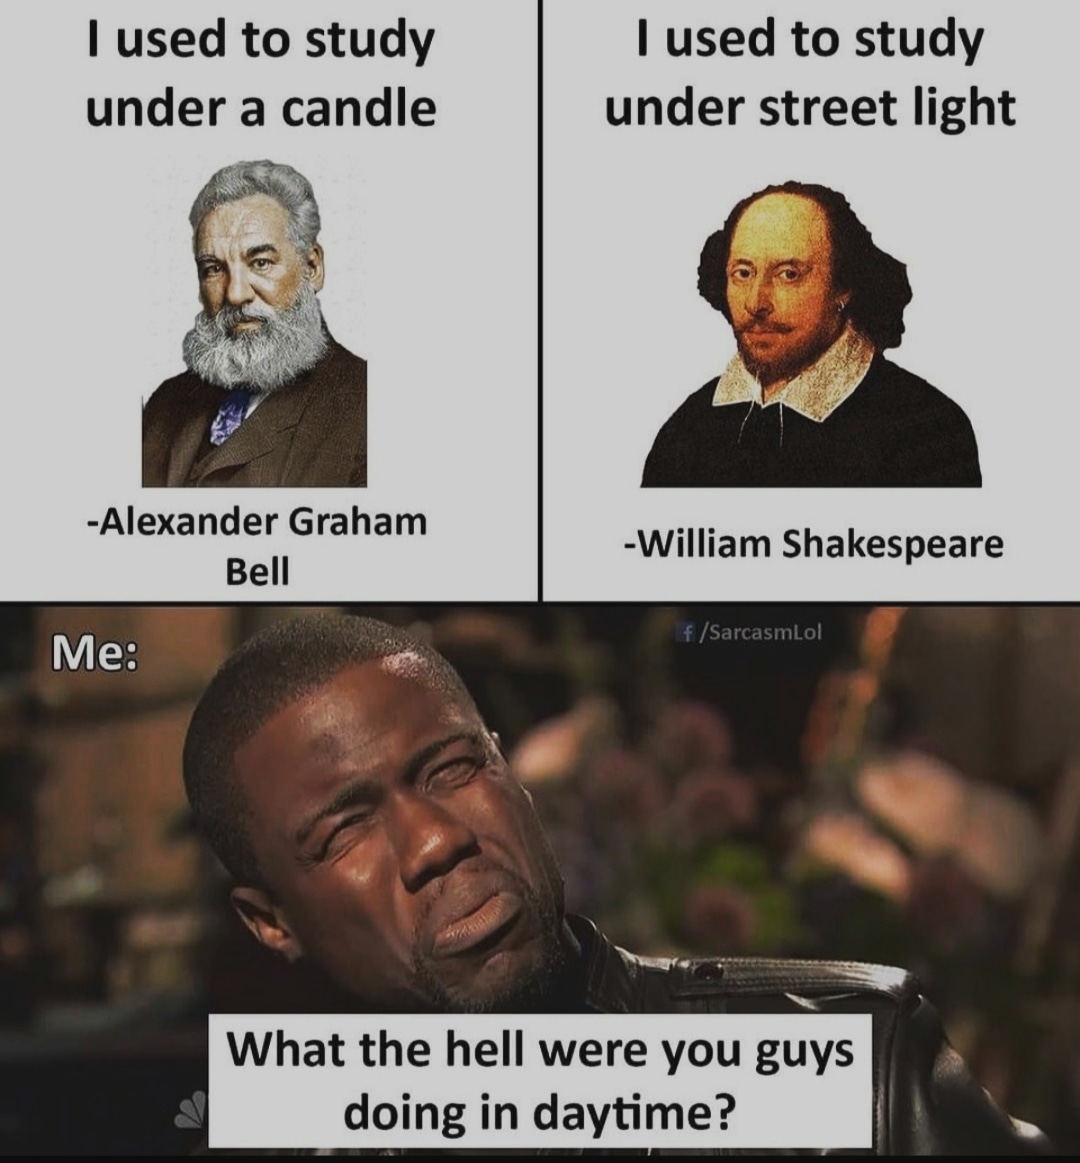 I used to study
under a candle
-Alexander Graham
Bell
I used to study
under street light
-William Shakespeare
Me:
f /SarcasmLol
What the hell were you guys
doing in daytime?